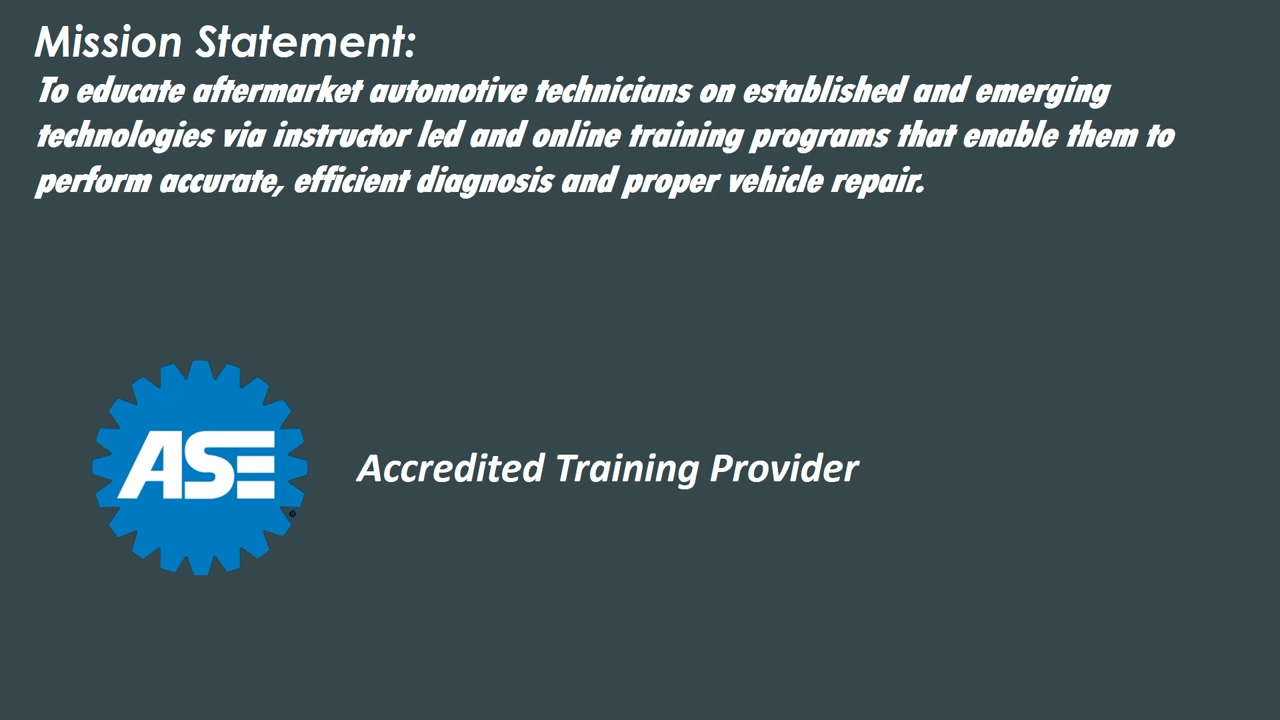 Mission Statement:
To educate aftermarket automotive technicians on established and emerging
technologies via instructor led and online training programs that enable them to
perform accurate, efficient diagnosis and proper vehicle repair.
ASE
Accredited Training Provider